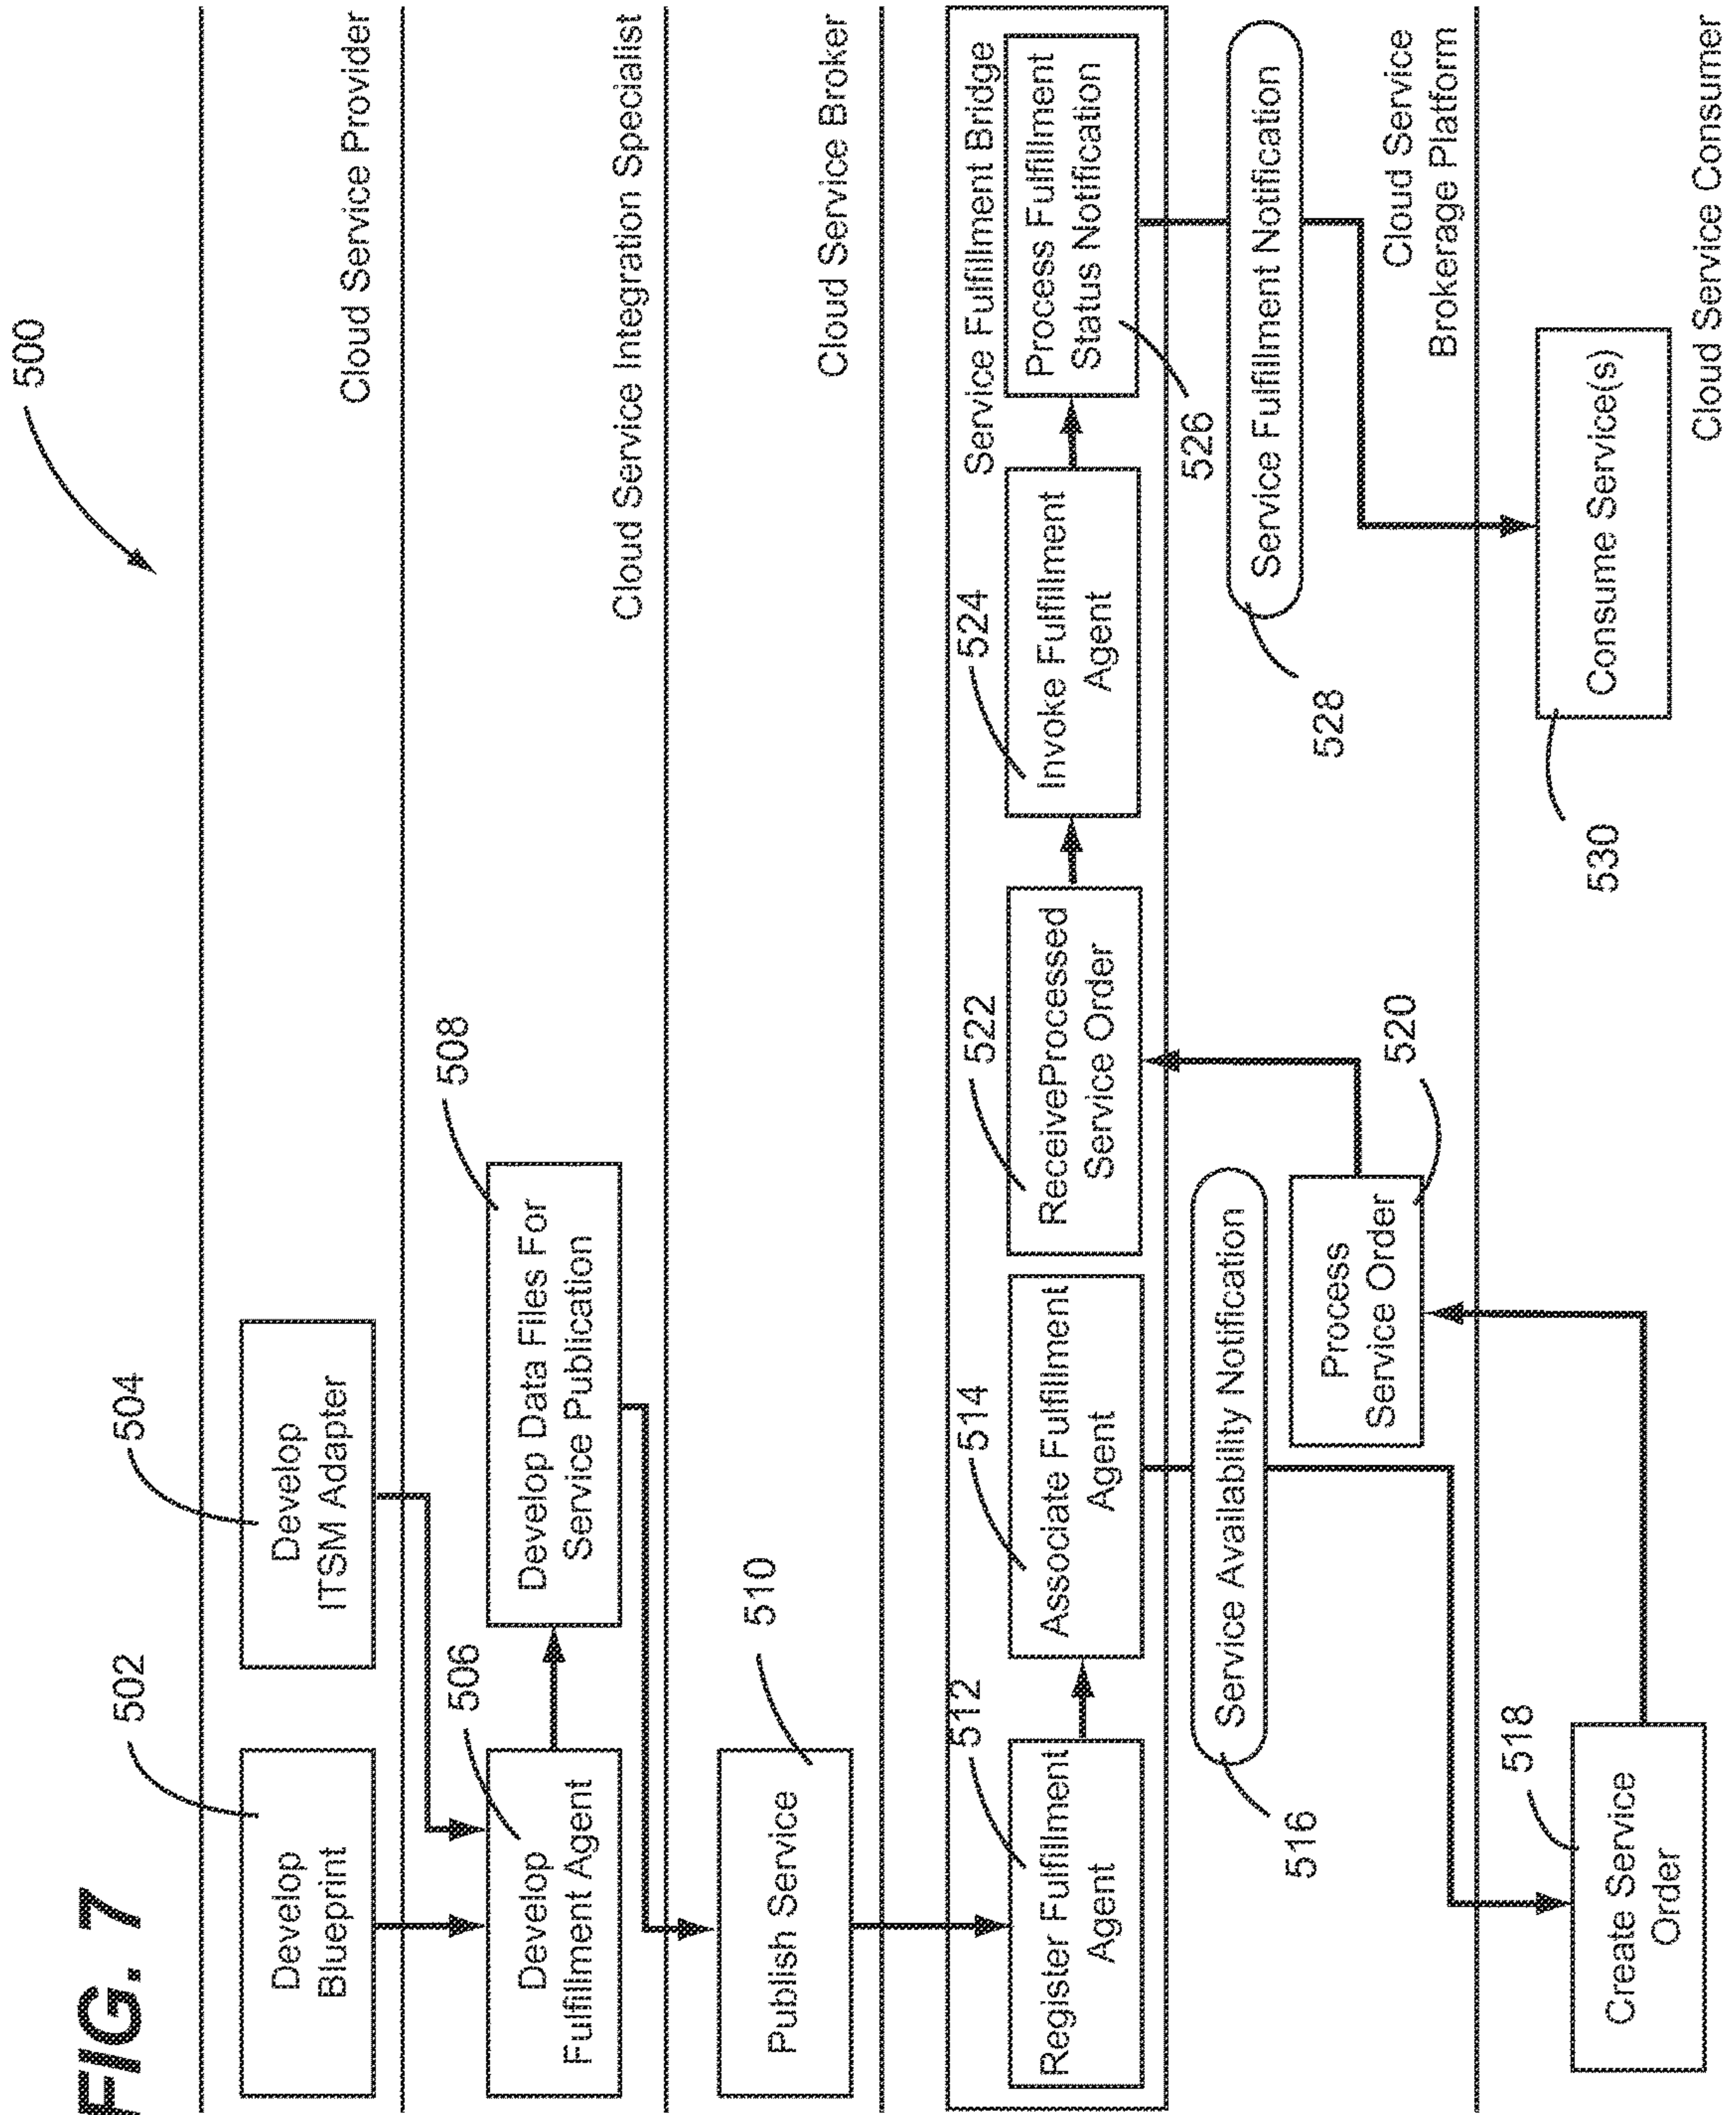 FIG. 7
500
502
504
Develop
Blueprint
Develop
ITSM Adapter
Cloud Service Provider
506
508
Develop
Fulfillment Agent
Develop Data Files For
Service Publication
Cloud Service Integration Specialist
510
Publish Service
Cloud Service Broker
Service Fulfillment Bridge
512
514
522
524
Register Fulfillment
Agent
Associate Fulfillment
Agent
ReceiveProcessed
Service Order
Invoke Fulfillment
Agent
Process Fulfillment
Status Notification
526
516
Service Availability Notification
528
Service Fulfillment Notification
Process
Service Order
520
Cloud Service
Brokerage Platform
518
Create Service
Order
530
Consume Service(s)
Cloud Service Consumer